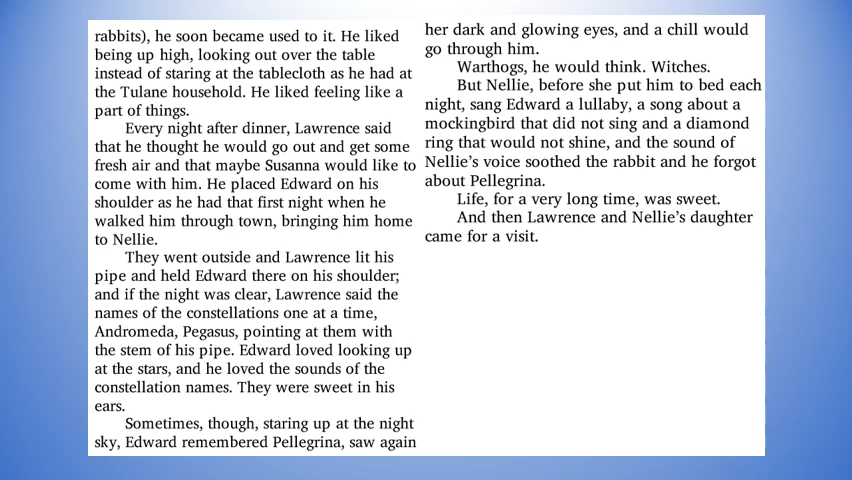 rabbits), he soon became used to it. He liked
being up high, looking out over the table
instead of staring at the tablecloth as he had at
the Tulane household. He liked feeling like a
part of things.
Every night after dinner, Lawrence said
that he thought he would go out and get some
fresh air and that maybe Susanna would like to
come with him. He placed Edward on his
shoulder as he had that first night when he
walked him through town, bringing him home
to Nellie.
They went outside and Lawrence lit his
pipe and held Edward there on his shoulder;
and if the night was clear, Lawrence said the
names of the constellations one at a time,
Andromeda, Pegasus, pointing at them with
the stem of his pipe. Edward loved looking up
at the stars, and he loved the sounds of the
constellation names. They were sweet in his
ears.
Sometimes, though, staring up at the night
sky, Edward remembered Pellegrina, saw again
her dark and glowing eyes, and a chill would
go through him.
Warthogs, he would think. Witches.
But Nellie, before she put him to bed each
night, sang Edward a lullaby, a song about a
mockingbird that did not sing and a diamond
ring that would not shine, and the sound of
Nellie’s voice soothed the rabbit and he forgot
about Pellegrina.
Life, for a very long time, was sweet.
And then Lawrence and Nellie’s daughter
came for a visit.